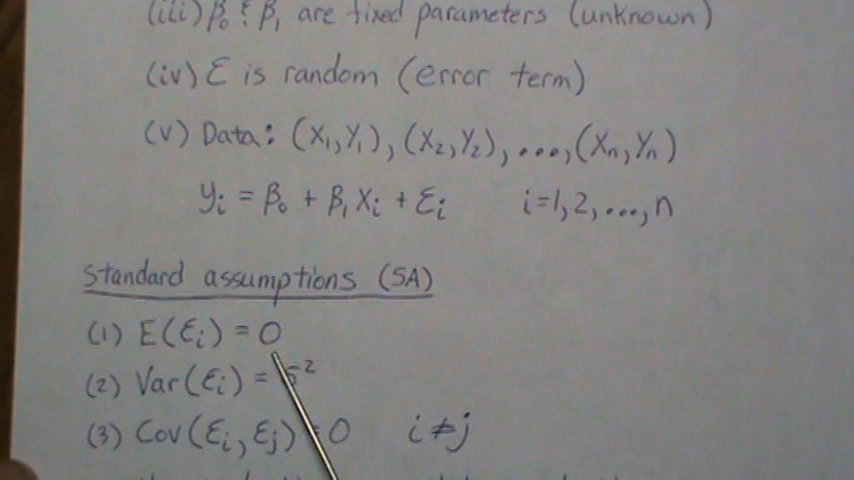 (iii) β₀ & β₁ are fixed parameters (unknown)
(iv) ε is random (error term)
(v) Data: (X₁,Y₁), (X₂,Y₂), ..., (Xₙ,Yₙ)
yᵢ = β₀ + β₁Xᵢ + εᵢ i=1,2,...,n
Standard assumptions (SA)
(1) E(εᵢ) = 0
(2) Var(εᵢ) = σ²
(3) Cov(εᵢ, εⱼ) = 0 i ≠ j